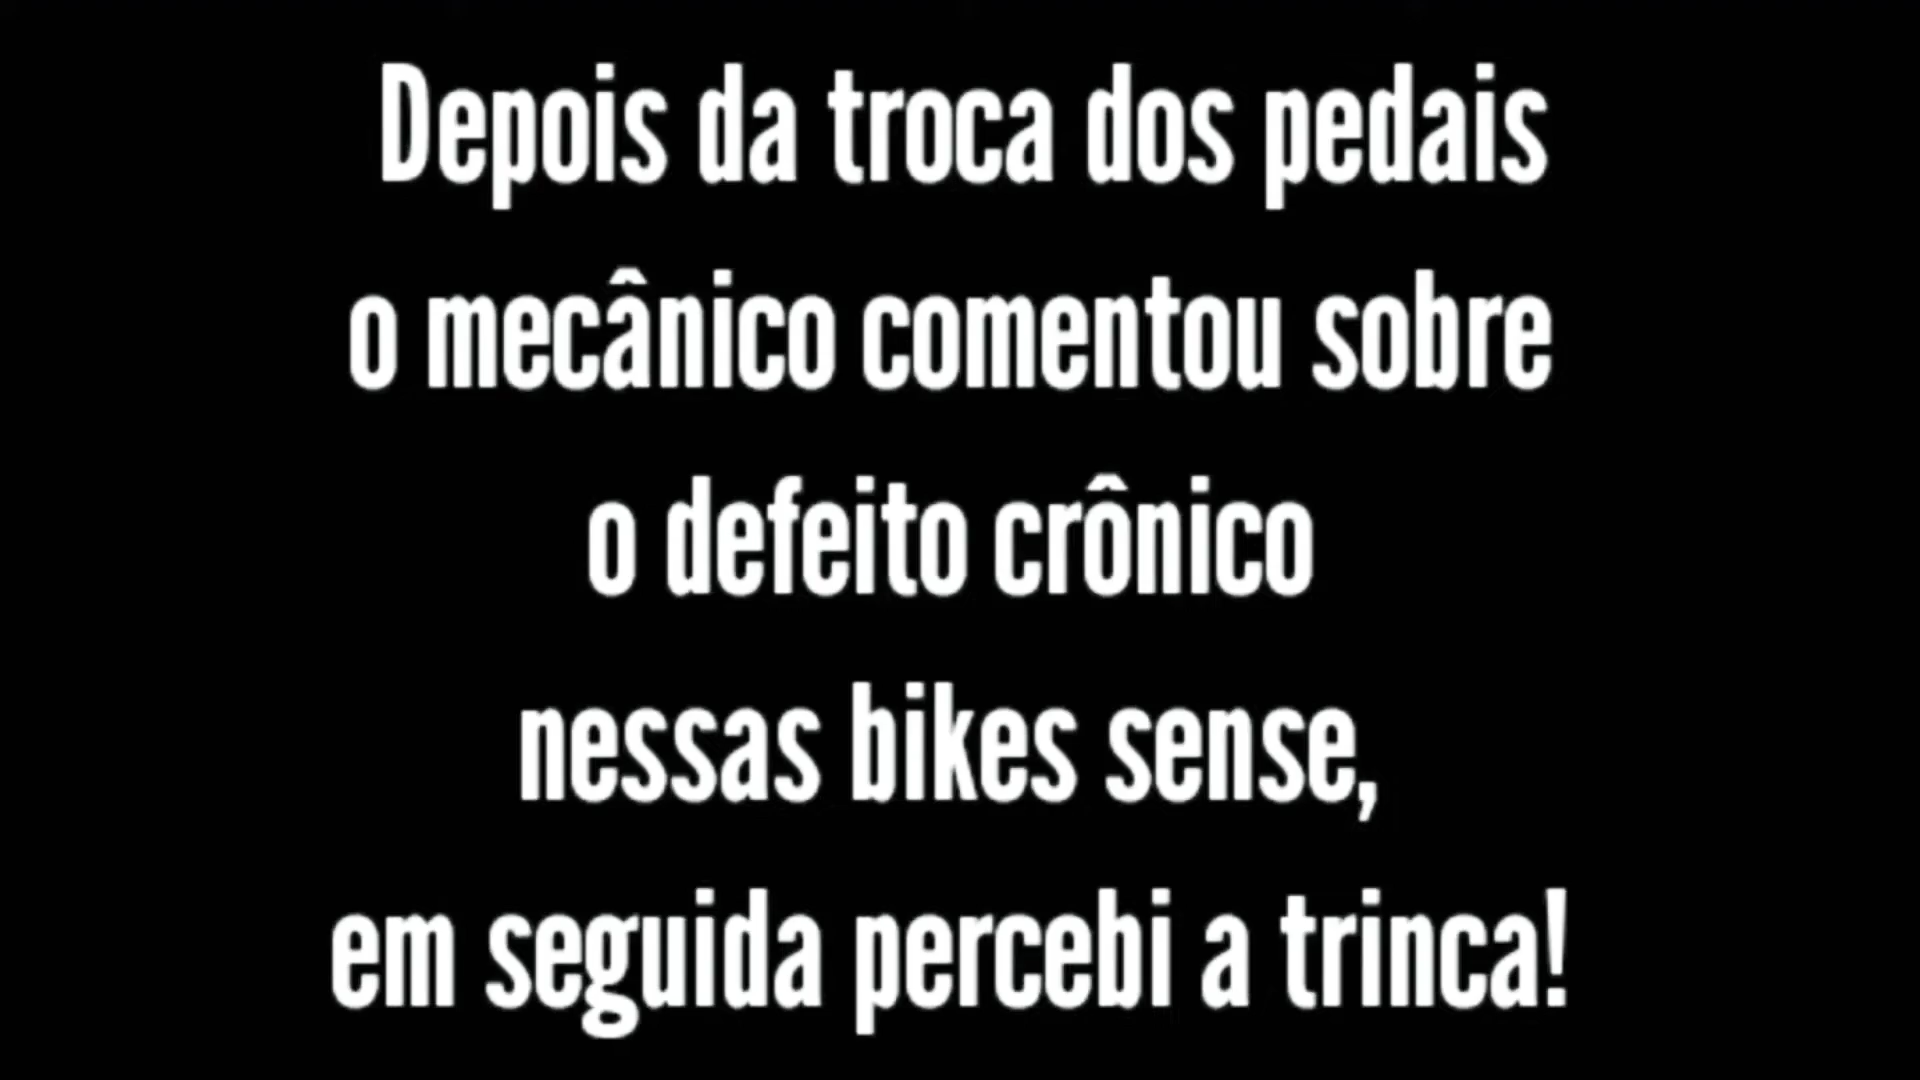 Depois da troca dos pedais
o mecânico comentou sobre
o defeito crônico
nessas bikes sense,
em seguida percebi a trinca!